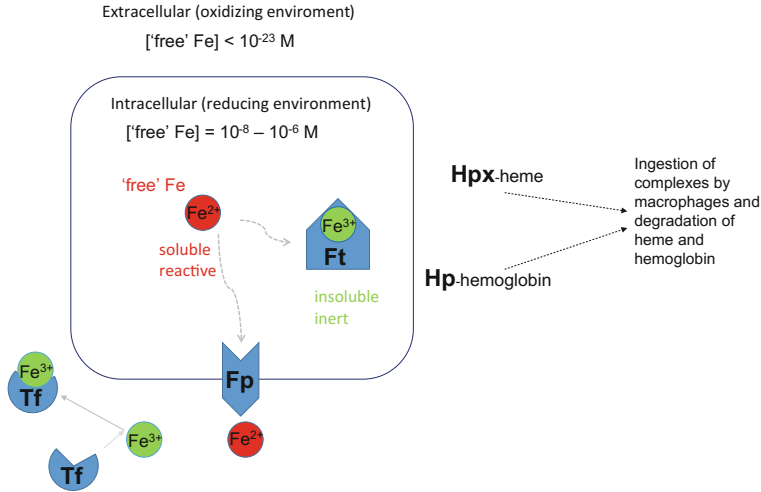 Extracellular (oxidizing enviroment)
['free' Fe] < 10⁻²³ M
Intracellular (reducing environment)
['free' Fe] = 10⁻⁸ – 10⁻⁶ M
'free' Fe
Fe²⁺
soluble
reactive
Fe³⁺
Ft
insoluble
inert
Hpx-heme
Hp-hemoglobin
Ingestion of
complexes by
macrophages and
degradation of
heme and
hemoglobin
Fp
Fe²⁺
Fe³⁺
Tf
Fe³⁺
Tf